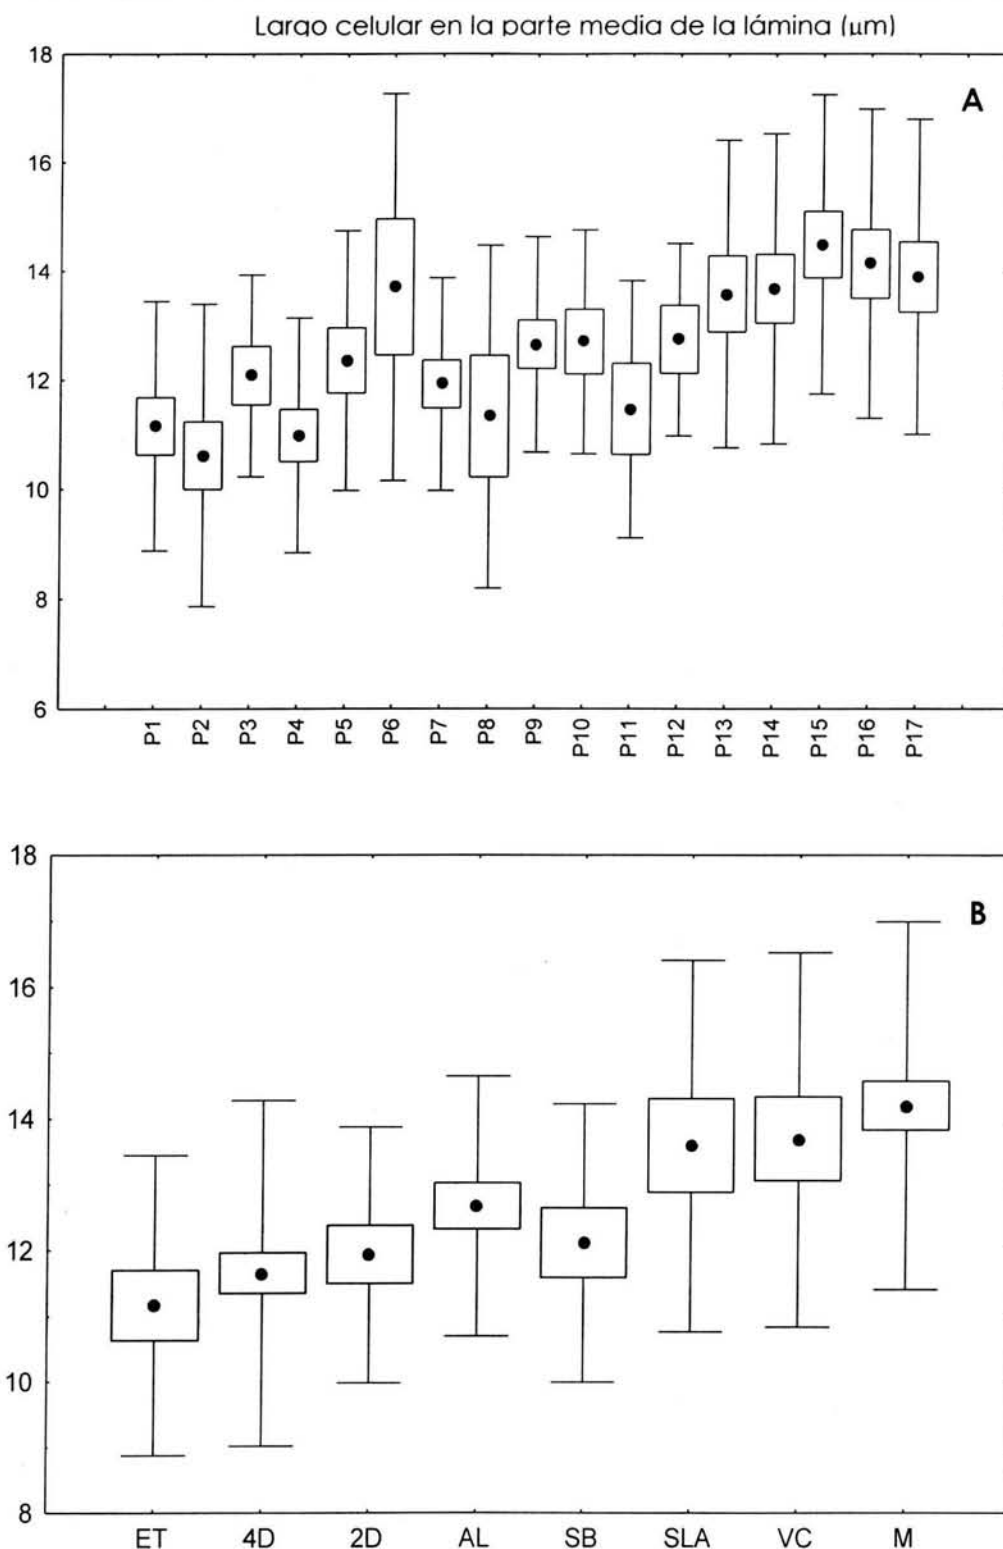 Largo celular en la parte media de la lámina (μm)
18
A
16
14
12
10
8
6
P1 P2 P3 P4 P5 P6 P7 P8 P9 P10 P11 P12 P13 P14 P15 P16 P17
18
B
16
14
12
10
8
ET 4D 2D AL SB SLA VC M